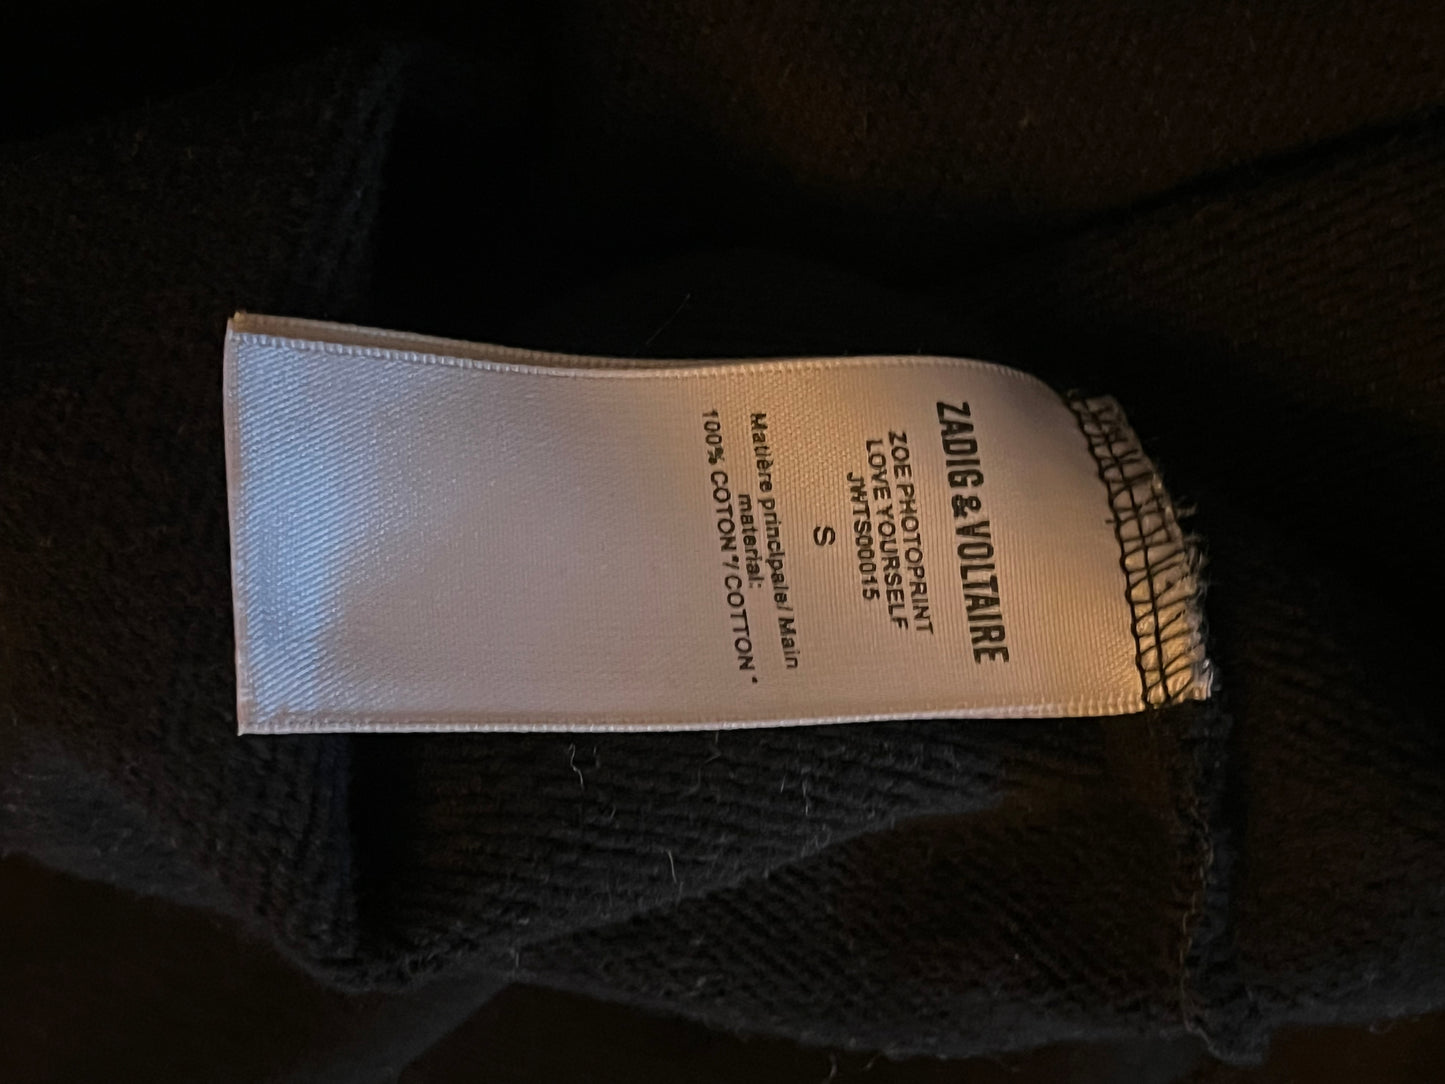 ZADIG & VOLTAIRE
ZOE PHOTOPRINT
LOVE YOURSELF
JWTS00015
S
Matière principale/ Main
material:
100% COTON*/ COTTON*